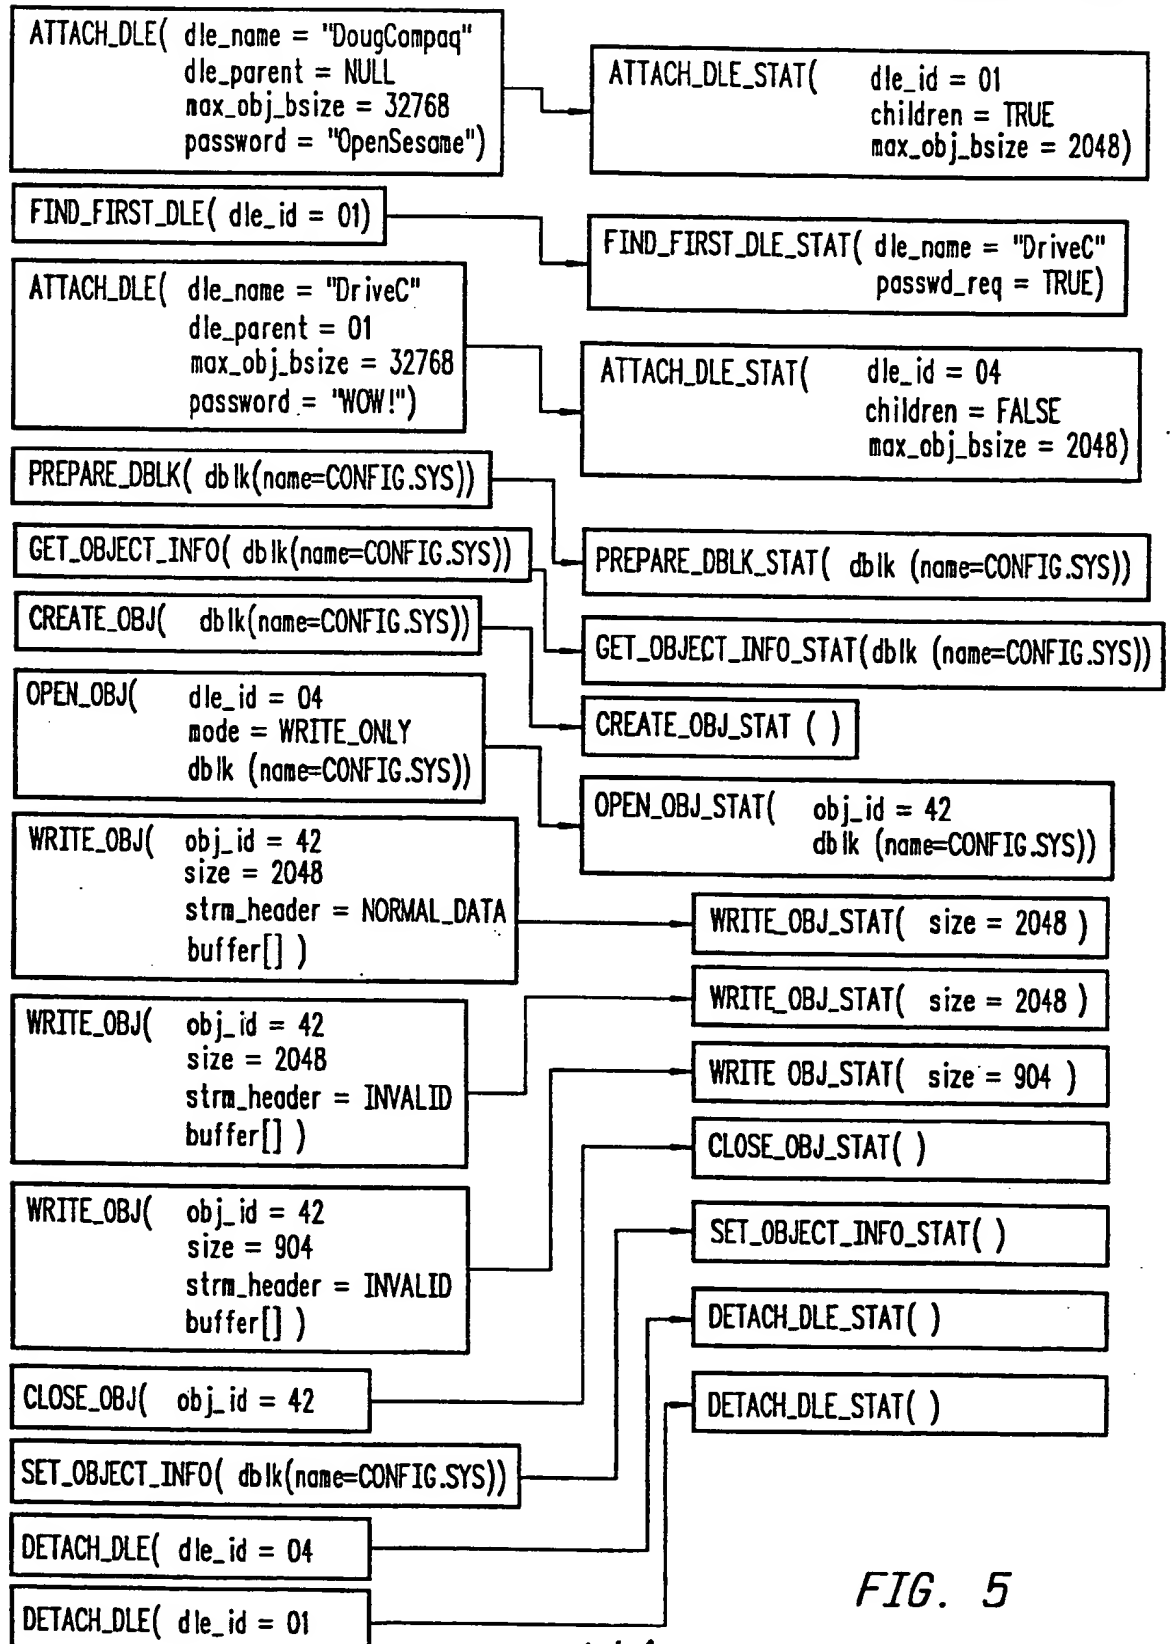 ATTACH_DLE( dle_name = "DougCompaq"
dle_parent = NULL
max_obj_bsize = 32768
password = "OpenSesame")
ATTACH_DLE_STAT( dle_id = 01
children = TRUE
max_obj_bsize = 2048)
FIND_FIRST_DLE( dle_id = 01)
FIND_FIRST_DLE_STAT( dle_name = "DriveC"
passwd_req = TRUE)
ATTACH_DLE( dle_name = "DriveC"
dle_parent = 01
max_obj_bsize = 32768
password = "WOW!")
ATTACH_DLE_STAT( dle_id = 04
children = FALSE
max_obj_bsize = 2048)
PREPARE_DBLK( dblk(name=CONFIG.SYS))
PREPARE_DBLK_STAT( dblk (name=CONFIG.SYS))
GET_OBJECT_INFO( dblk(name=CONFIG.SYS))
GET_OBJECT_INFO_STAT(dblk (name=CONFIG.SYS))
CREATE_OBJ( dblk(name=CONFIG.SYS))
CREATE_OBJ_STAT ( )
OPEN_OBJ( dle_id = 04
mode = WRITE_ONLY
dblk (name=CONFIG.SYS))
OPEN_OBJ_STAT( obj_id = 42
dblk (name=CONFIG.SYS))
WRITE_OBJ( obj_id = 42
size = 2048
strm_header = NORMAL_DATA
buffer[] )
WRITE_OBJ_STAT( size = 2048 )
WRITE_OBJ( obj_id = 42
size = 2048
strm_header = INVALID
buffer[] )
WRITE_OBJ_STAT( size = 2048 )
WRITE_OBJ( obj_id = 42
size = 904
strm_header = INVALID
buffer[] )
WRITE OBJ_STAT( size = 904 )
CLOSE_OBJ( obj_id = 42
CLOSE_OBJ_STAT( )
SET_OBJECT_INFO( dblk(name=CONFIG.SYS))
SET_OBJECT_INFO_STAT( )
DETACH_DLE( dle_id = 04
DETACH_DLE_STAT( )
DETACH_DLE( dle_id = 01
DETACH_DLE_STAT( )
FIG. 5